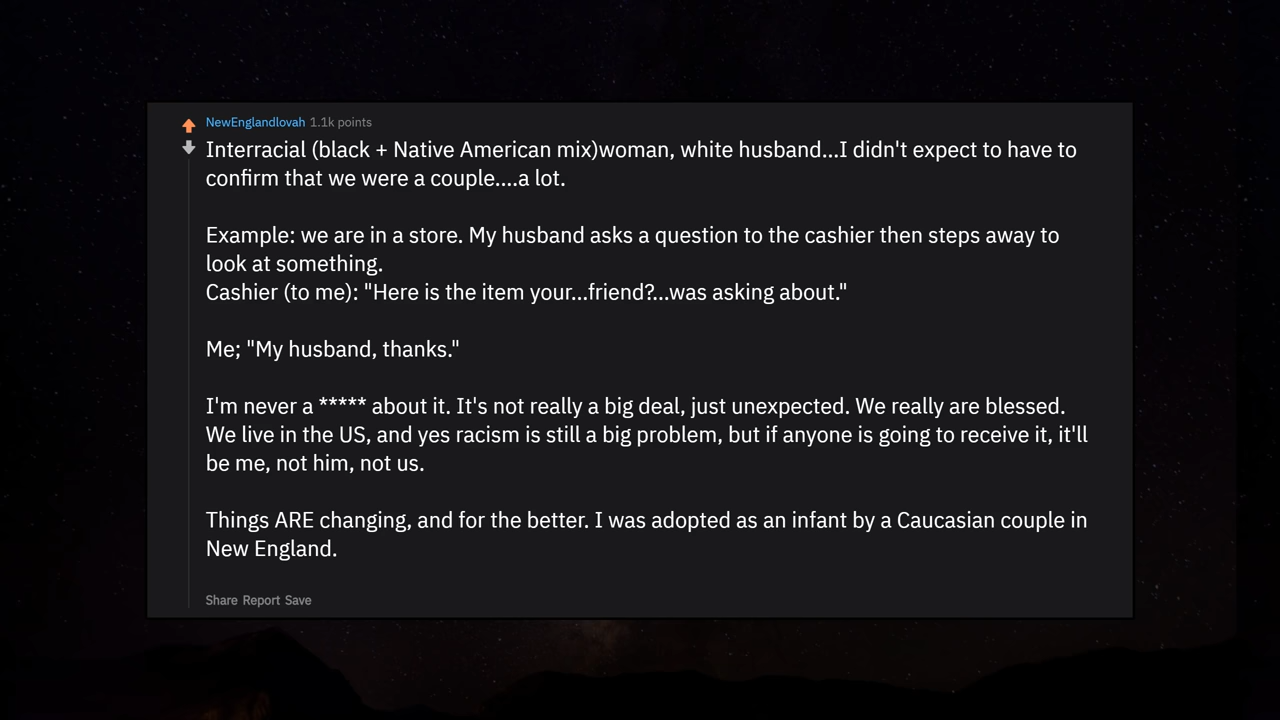 NewEnglandlovah 1.1k points
Interracial (black + Native American mix)woman, white husband...I didn't expect to have to
confirm that we were a couple....a lot.
Example: we are in a store. My husband asks a question to the cashier then steps away to
look at something.
Cashier (to me): "Here is the item your...friend?...was asking about."
Me; "My husband, thanks."
I'm never a ***** about it. It's not really a big deal, just unexpected. We really are blessed.
We live in the US, and yes racism is still a big problem, but if anyone is going to receive it, it'll
be me, not him, not us.
Things ARE changing, and for the better. I was adopted as an infant by a Caucasian couple in
New England.
Share Report Save